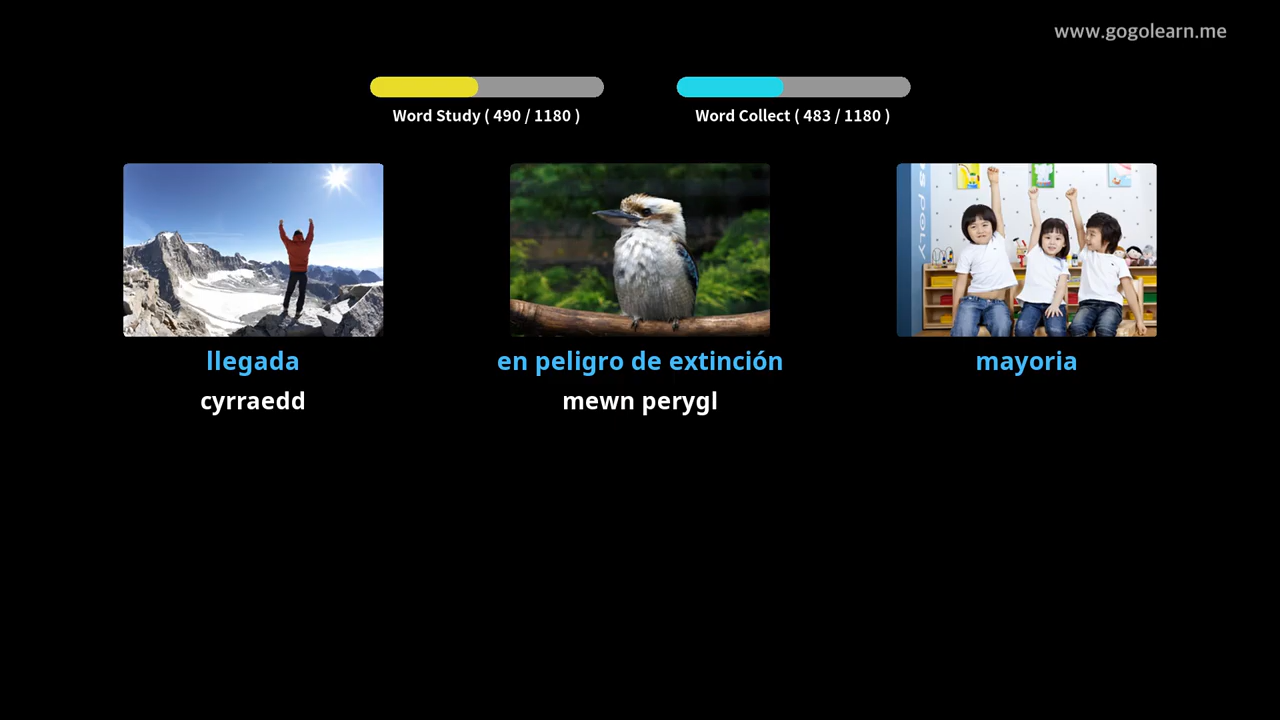 www.gogolearn.me
Word Study ( 490 / 1180 )
Word Collect ( 483 / 1180 )
llegada
en peligro de extinción
mayoria
cyrraedd
mewn perygl